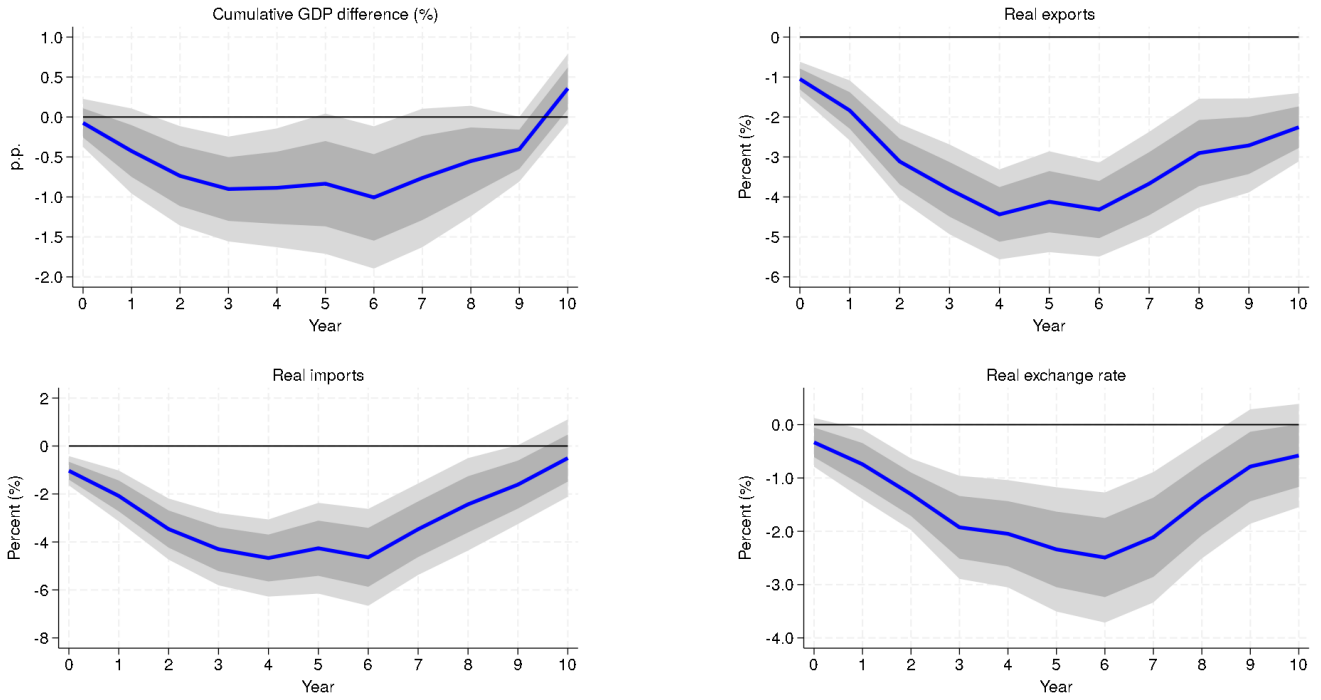 Cumulative GDP difference (%)
1.0
0.5
0.0
-0.5
-1.0
-1.5
-2.0
p.p.
0 1 2 3 4 5 6 7 8 9 10
Year
Real exports
0
-1
-2
-3
-4
-5
-6
Percent (%)
0 1 2 3 4 5 6 7 8 9 10
Year
Real imports
2
0
-2
-4
-6
-8
Percent (%)
0 1 2 3 4 5 6 7 8 9 10
Year
Real exchange rate
0.0
-1.0
-2.0
-3.0
-4.0
Percent (%)
0 1 2 3 4 5 6 7 8 9 10
Year